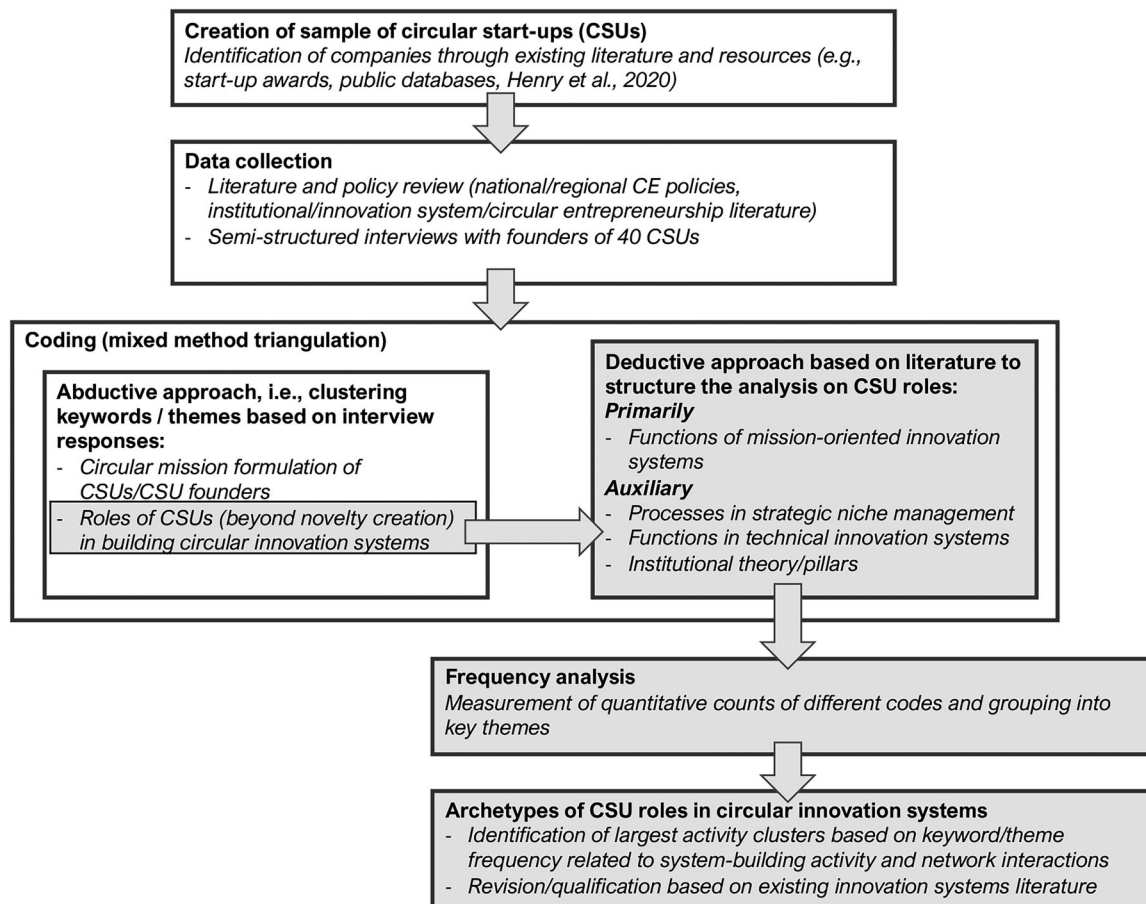 Creation of sample of circular start-ups (CSUs)
Identification of companies through existing literature and resources (e.g.,
start-up awards, public databases, Henry et al., 2020)
Data collection
- Literature and policy review (national/regional CE policies,
institutional/innovation system/circular entrepreneurship literature)
- Semi-structured interviews with founders of 40 CSUs
Coding (mixed method triangulation)
Abductive approach, i.e., clustering
keywords / themes based on interview
responses:
- Circular mission formulation of
CSUs/CSU founders
- Roles of CSUs (beyond novelty creation)
in building circular innovation systems
Deductive approach based on literature to
structure the analysis on CSU roles:
Primarily
- Functions of mission-oriented innovation
systems
Auxiliary
- Processes in strategic niche management
- Functions in technical innovation systems
- Institutional theory/pillars
Frequency analysis
Measurement of quantitative counts of different codes and grouping into
key themes
Archetypes of CSU roles in circular innovation systems
- Identification of largest activity clusters based on keyword/theme
frequency related to system-building activity and network interactions
- Revision/qualification based on existing innovation systems literature